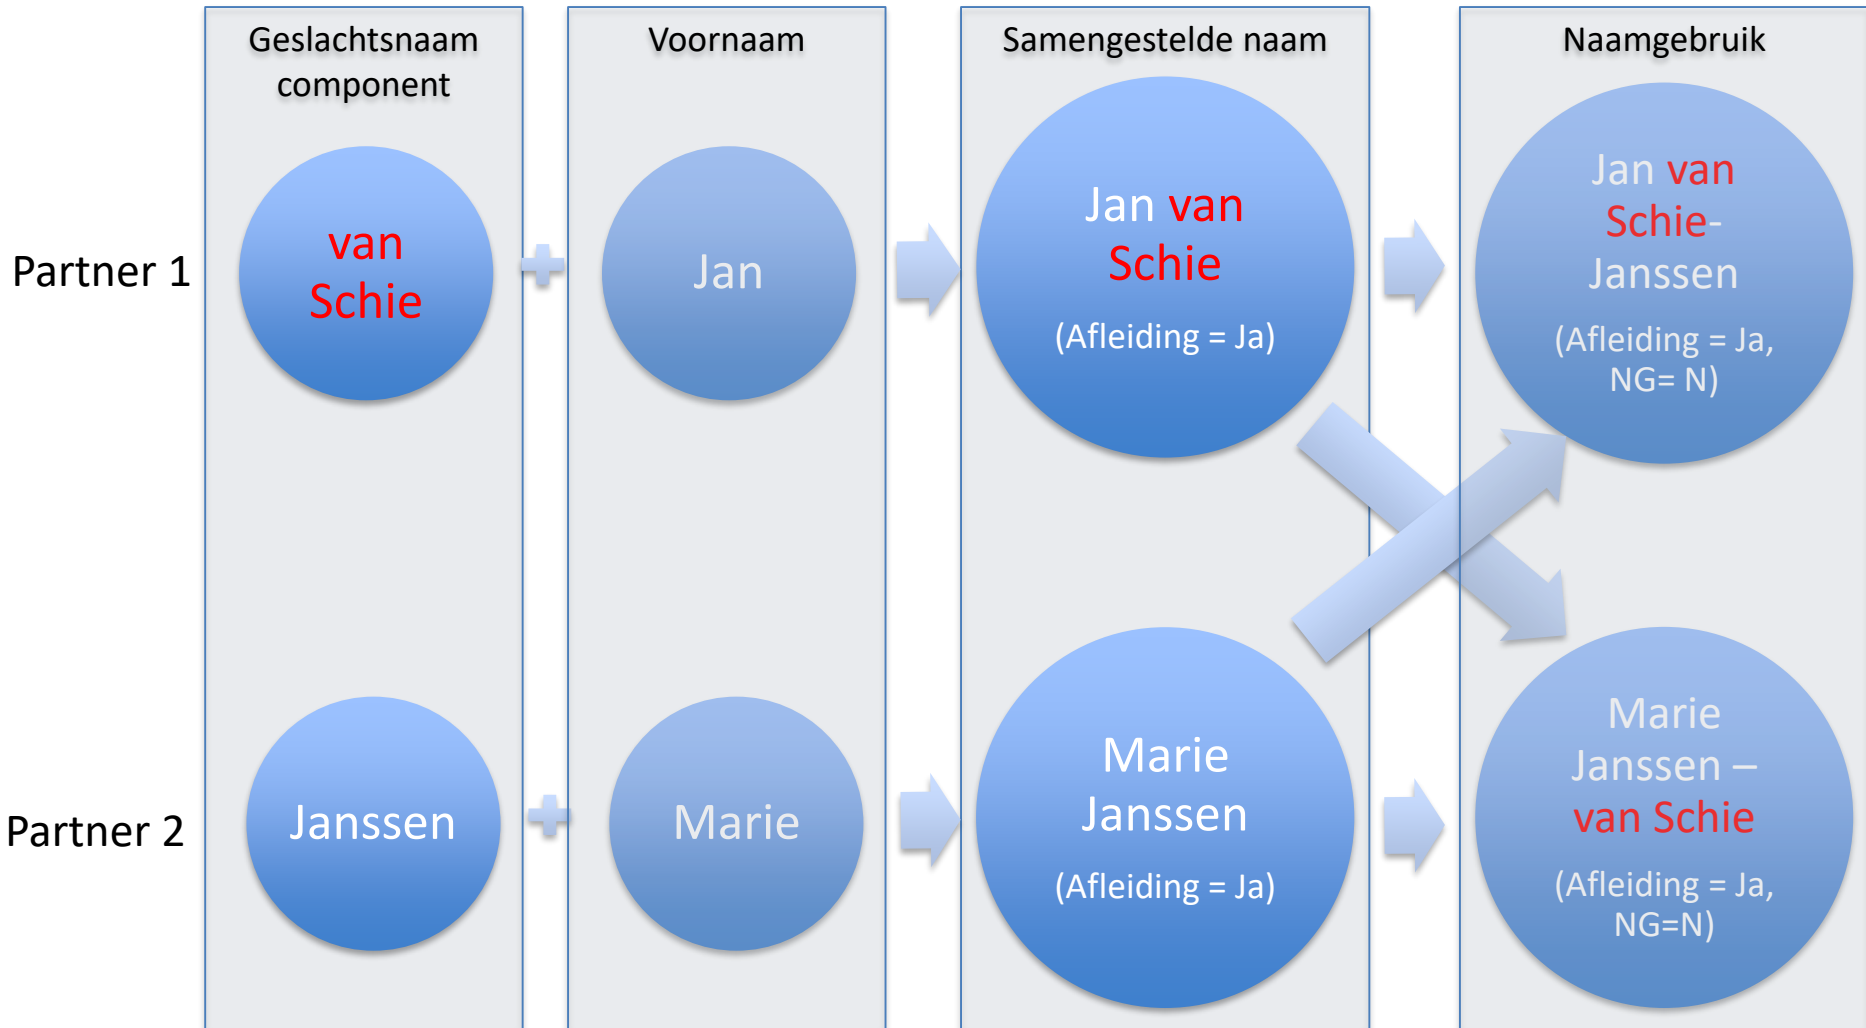 Geslachtsnaam
component
Voornaam
Samengestelde naam
Naamgebruik
Partner 1
van
Schie
Jan
Jan van
Schie
(Afleiding = Ja)
Jan van
Schie-
Janssen
(Afleiding = Ja,
NG= N)
Partner 2
Janssen
Marie
Marie
Janssen
(Afleiding = Ja)
Marie
Janssen –
van Schie
(Afleiding = Ja,
NG=N)